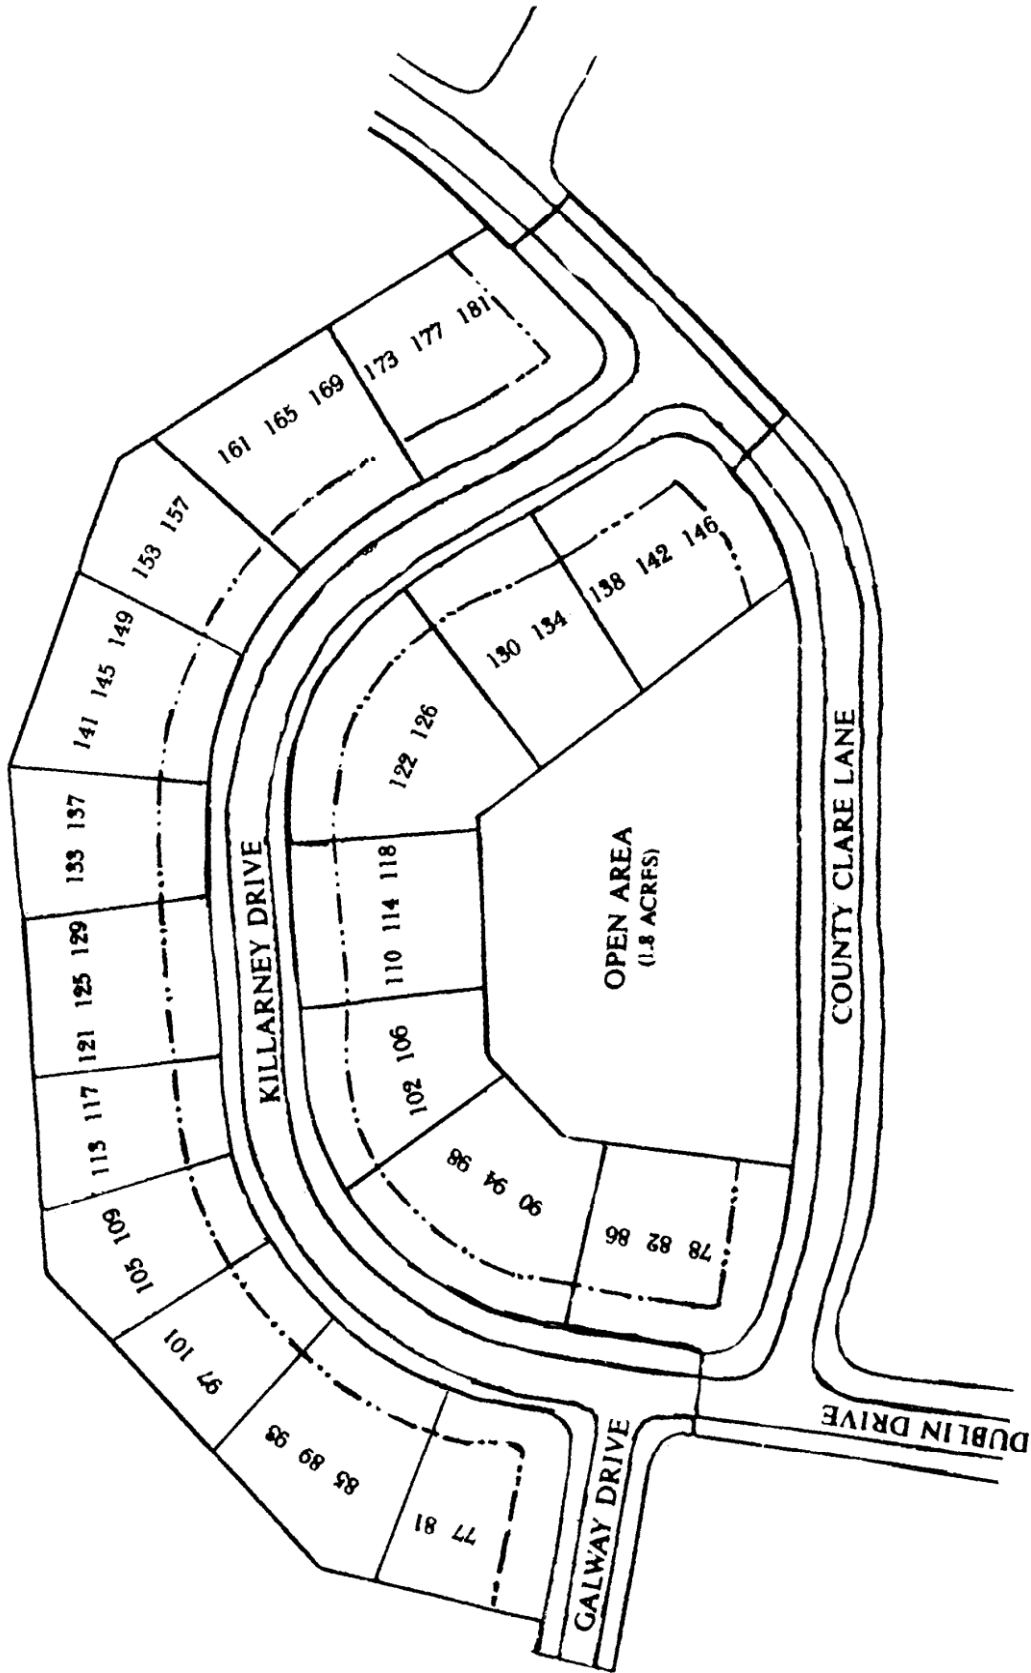 173 177 181
161 165 169
153 157
141 145 149
133 137
121 125 129
113 117
105 109
97 101
85 89 93
77 81
138 142 146
130 134
122 126
110 114 118
102 106
90 94 98
78 82 86
KILLARNEY DRIVE
OPEN AREA
(1.8 ACRES)
COUNTY CLARE LANE
GALWAY DRIVE
DUBLIN DRIVE